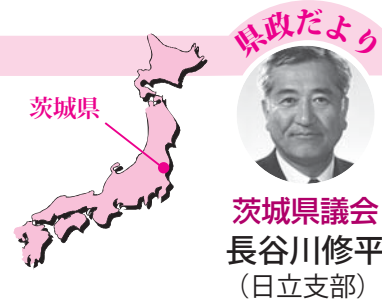 県政だより
茨城県
茨城県議会
長谷川修平
（日立支部）